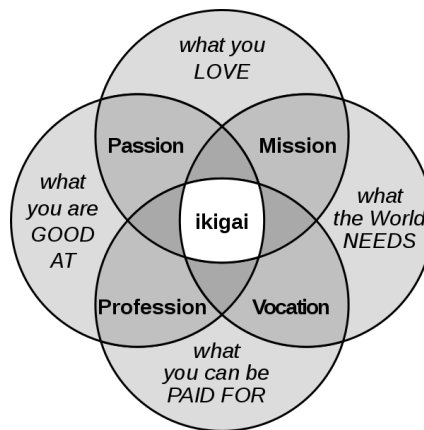 what you
LOVE
Passion
Mission
what
you are
GOOD
AT
ikigai
what
the World
NEEDS
Profession
Vocation
what
you can be
PAID FOR